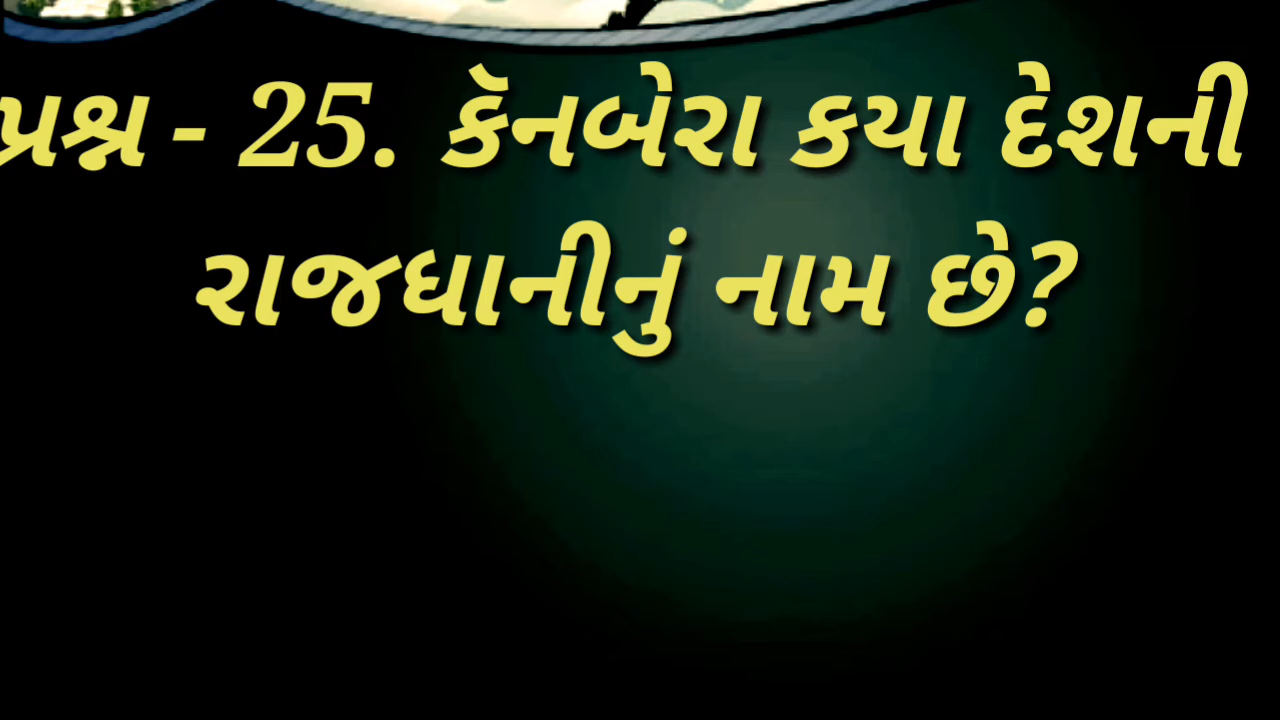 પ્રશ્ન - 25. કૅનબેરા કયા દેશની
રાજધાનીનું નામ છે?